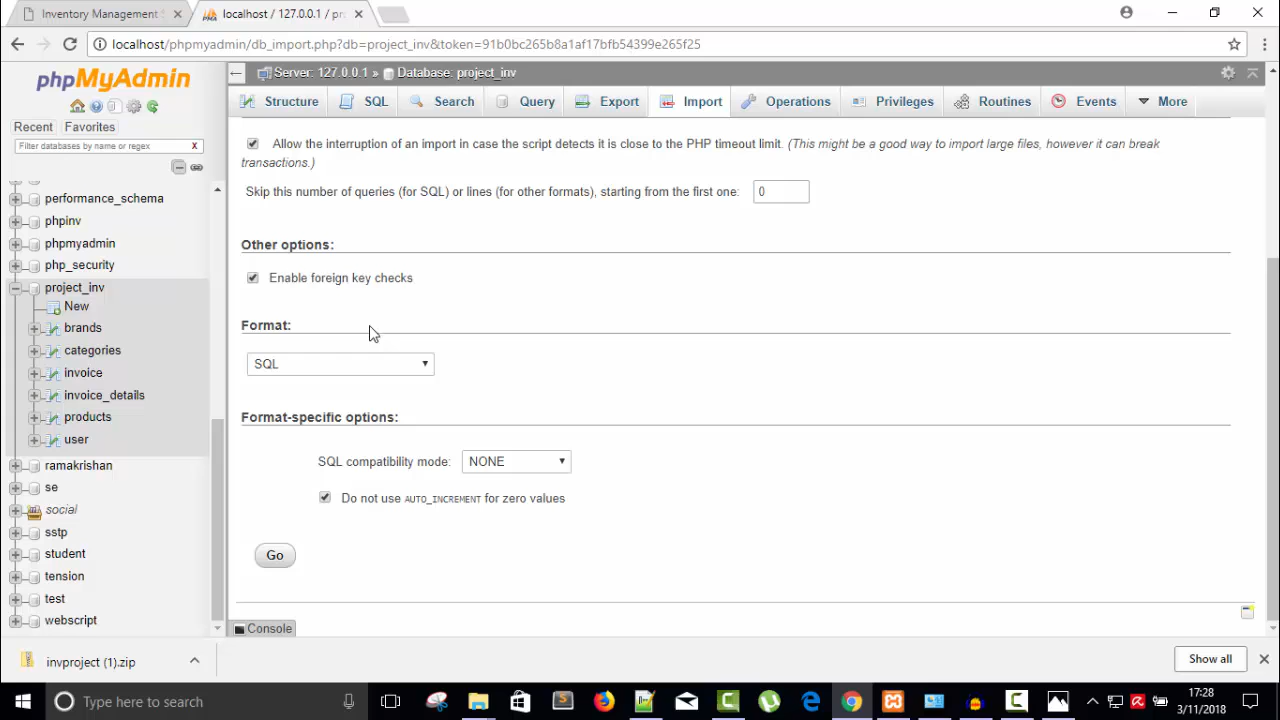 Inventory Management S
localhost / 127.0.0.1 / pro
localhost/phpmyadmin/db_import.php?db=project_inv&token=91b0bc265b8a1af17bfb54399e265f25
phpMyAdmin
Recent
Favorites
Filter databases by name or regex
X
performance_schema
phpinv
phpmyadmin
php_security
project_inv
New
brands
categories
invoice
invoice_details
products
user
ramakrishan
se
social
sstp
student
tension
test
webscript
Server: 127.0.0.1 » Database: project_inv
Structure
SQL
Search
Query
Export
Import
Operations
Privileges
Routines
Events
More
Allow the interruption of an import in case the script detects it is close to the PHP timeout limit. (This might be a good way to import large files, however it can break
transactions.)
Skip this number of queries (for SQL) or lines (for other formats), starting from the first one: 0
Other options:
Enable foreign key checks
Format:
SQL
Format-specific options:
SQL compatibility mode: NONE
Do not use AUTO_INCREMENT for zero values
Go
Console
invproject (1).zip
Show all
Type here to search
17:28
3/11/2018